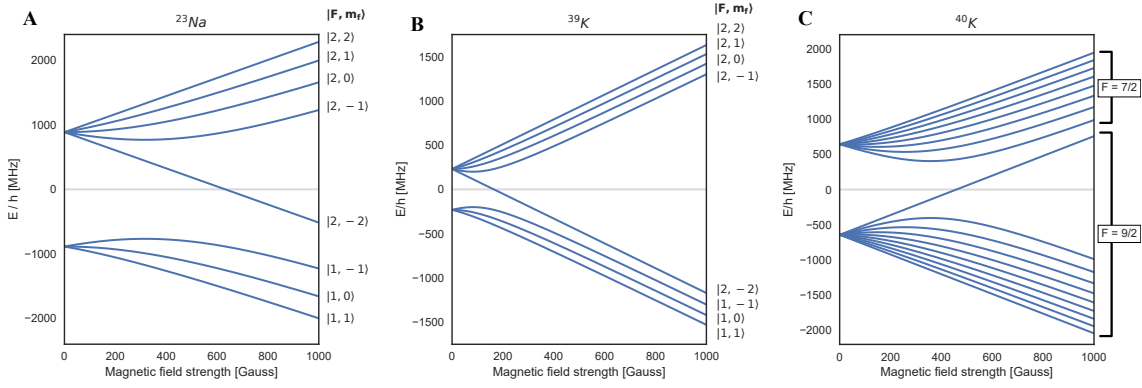 A
²³Na
|F, m_f⟩
|2, 2⟩
|2, 1⟩
|2, 0⟩
|2, −1⟩
|2, −2⟩
|1, −1⟩
|1, 0⟩
|1, 1⟩
E / h [MHz]
2000
1000
0
−1000
−2000
0 200 400 600 800 1000
Magnetic field strength [Gauss]
B
³⁹K
|F, m_f⟩
|2, 2⟩
|2, 1⟩
|2, 0⟩
|2, −1⟩
|2, −2⟩
|1, −1⟩
|1, 0⟩
|1, 1⟩
E/h [MHz]
1500
1000
500
0
−500
−1000
−1500
0 200 400 600 800 1000
Magnetic field strength [Gauss]
C
⁴⁰K
F = 7/2
F = 9/2
E/h [MHz]
2000
1500
1000
500
0
−500
−1000
−1500
−2000
0 200 400 600 800 1000
Magnetic field strength [Gauss]